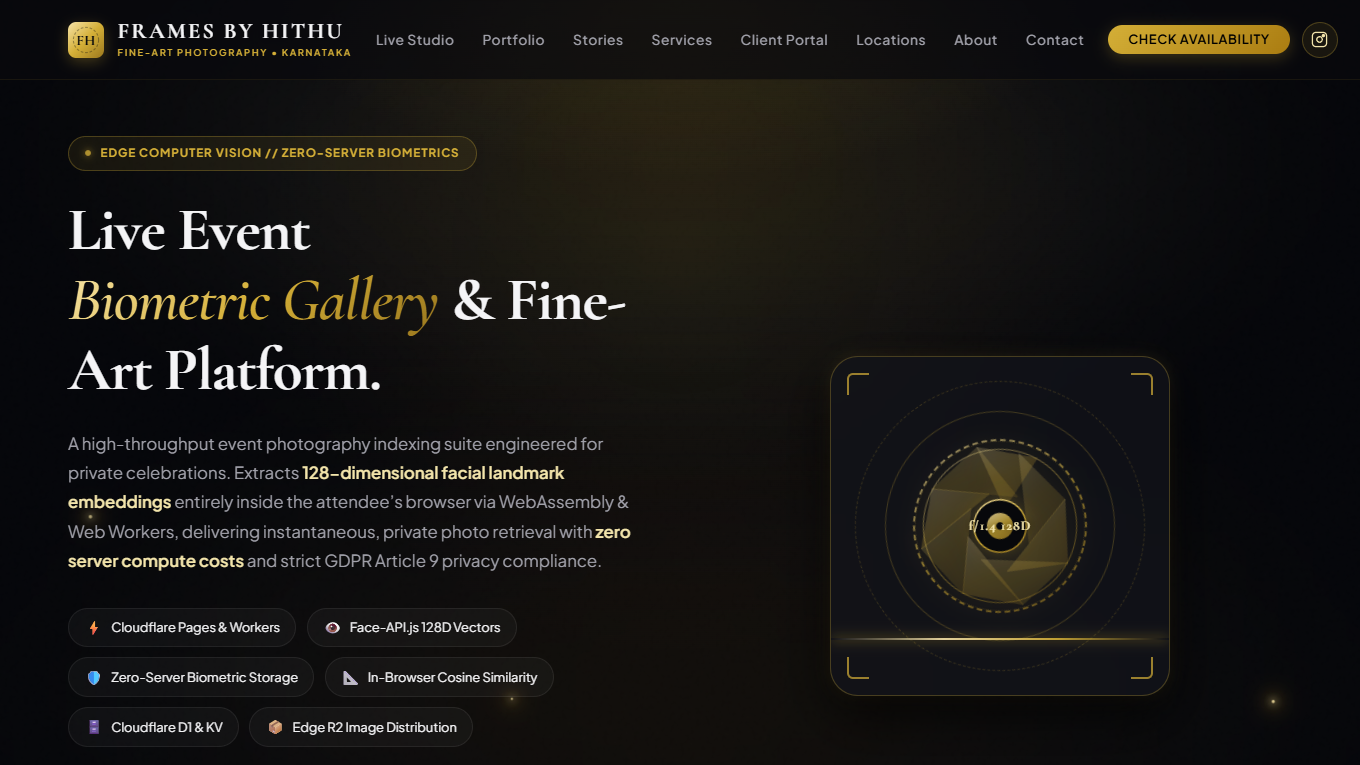 FH
FRAMES BY HITHU
FINE-ART PHOTOGRAPHY • KARNATAKA
Live Studio
Portfolio
Stories
Services
Client Portal
Locations
About
Contact
CHECK AVAILABILITY
EDGE COMPUTER VISION // ZERO-SERVER BIOMETRICS
Live Event
Biometric Gallery & Fine-
Art Platform.
A high-throughput event photography indexing suite engineered for
private celebrations. Extracts 128-dimensional facial landmark
embeddings entirely inside the attendee's browser via WebAssembly &
Web Workers, delivering instantaneous, private photo retrieval with zero
server compute costs and strict GDPR Article 9 privacy compliance.
Cloudflare Pages & Workers
Face-API.js 128D Vectors
Zero-Server Biometric Storage
In-Browser Cosine Similarity
Cloudflare D1 & KV
Edge R2 Image Distribution
f/1.4 128D